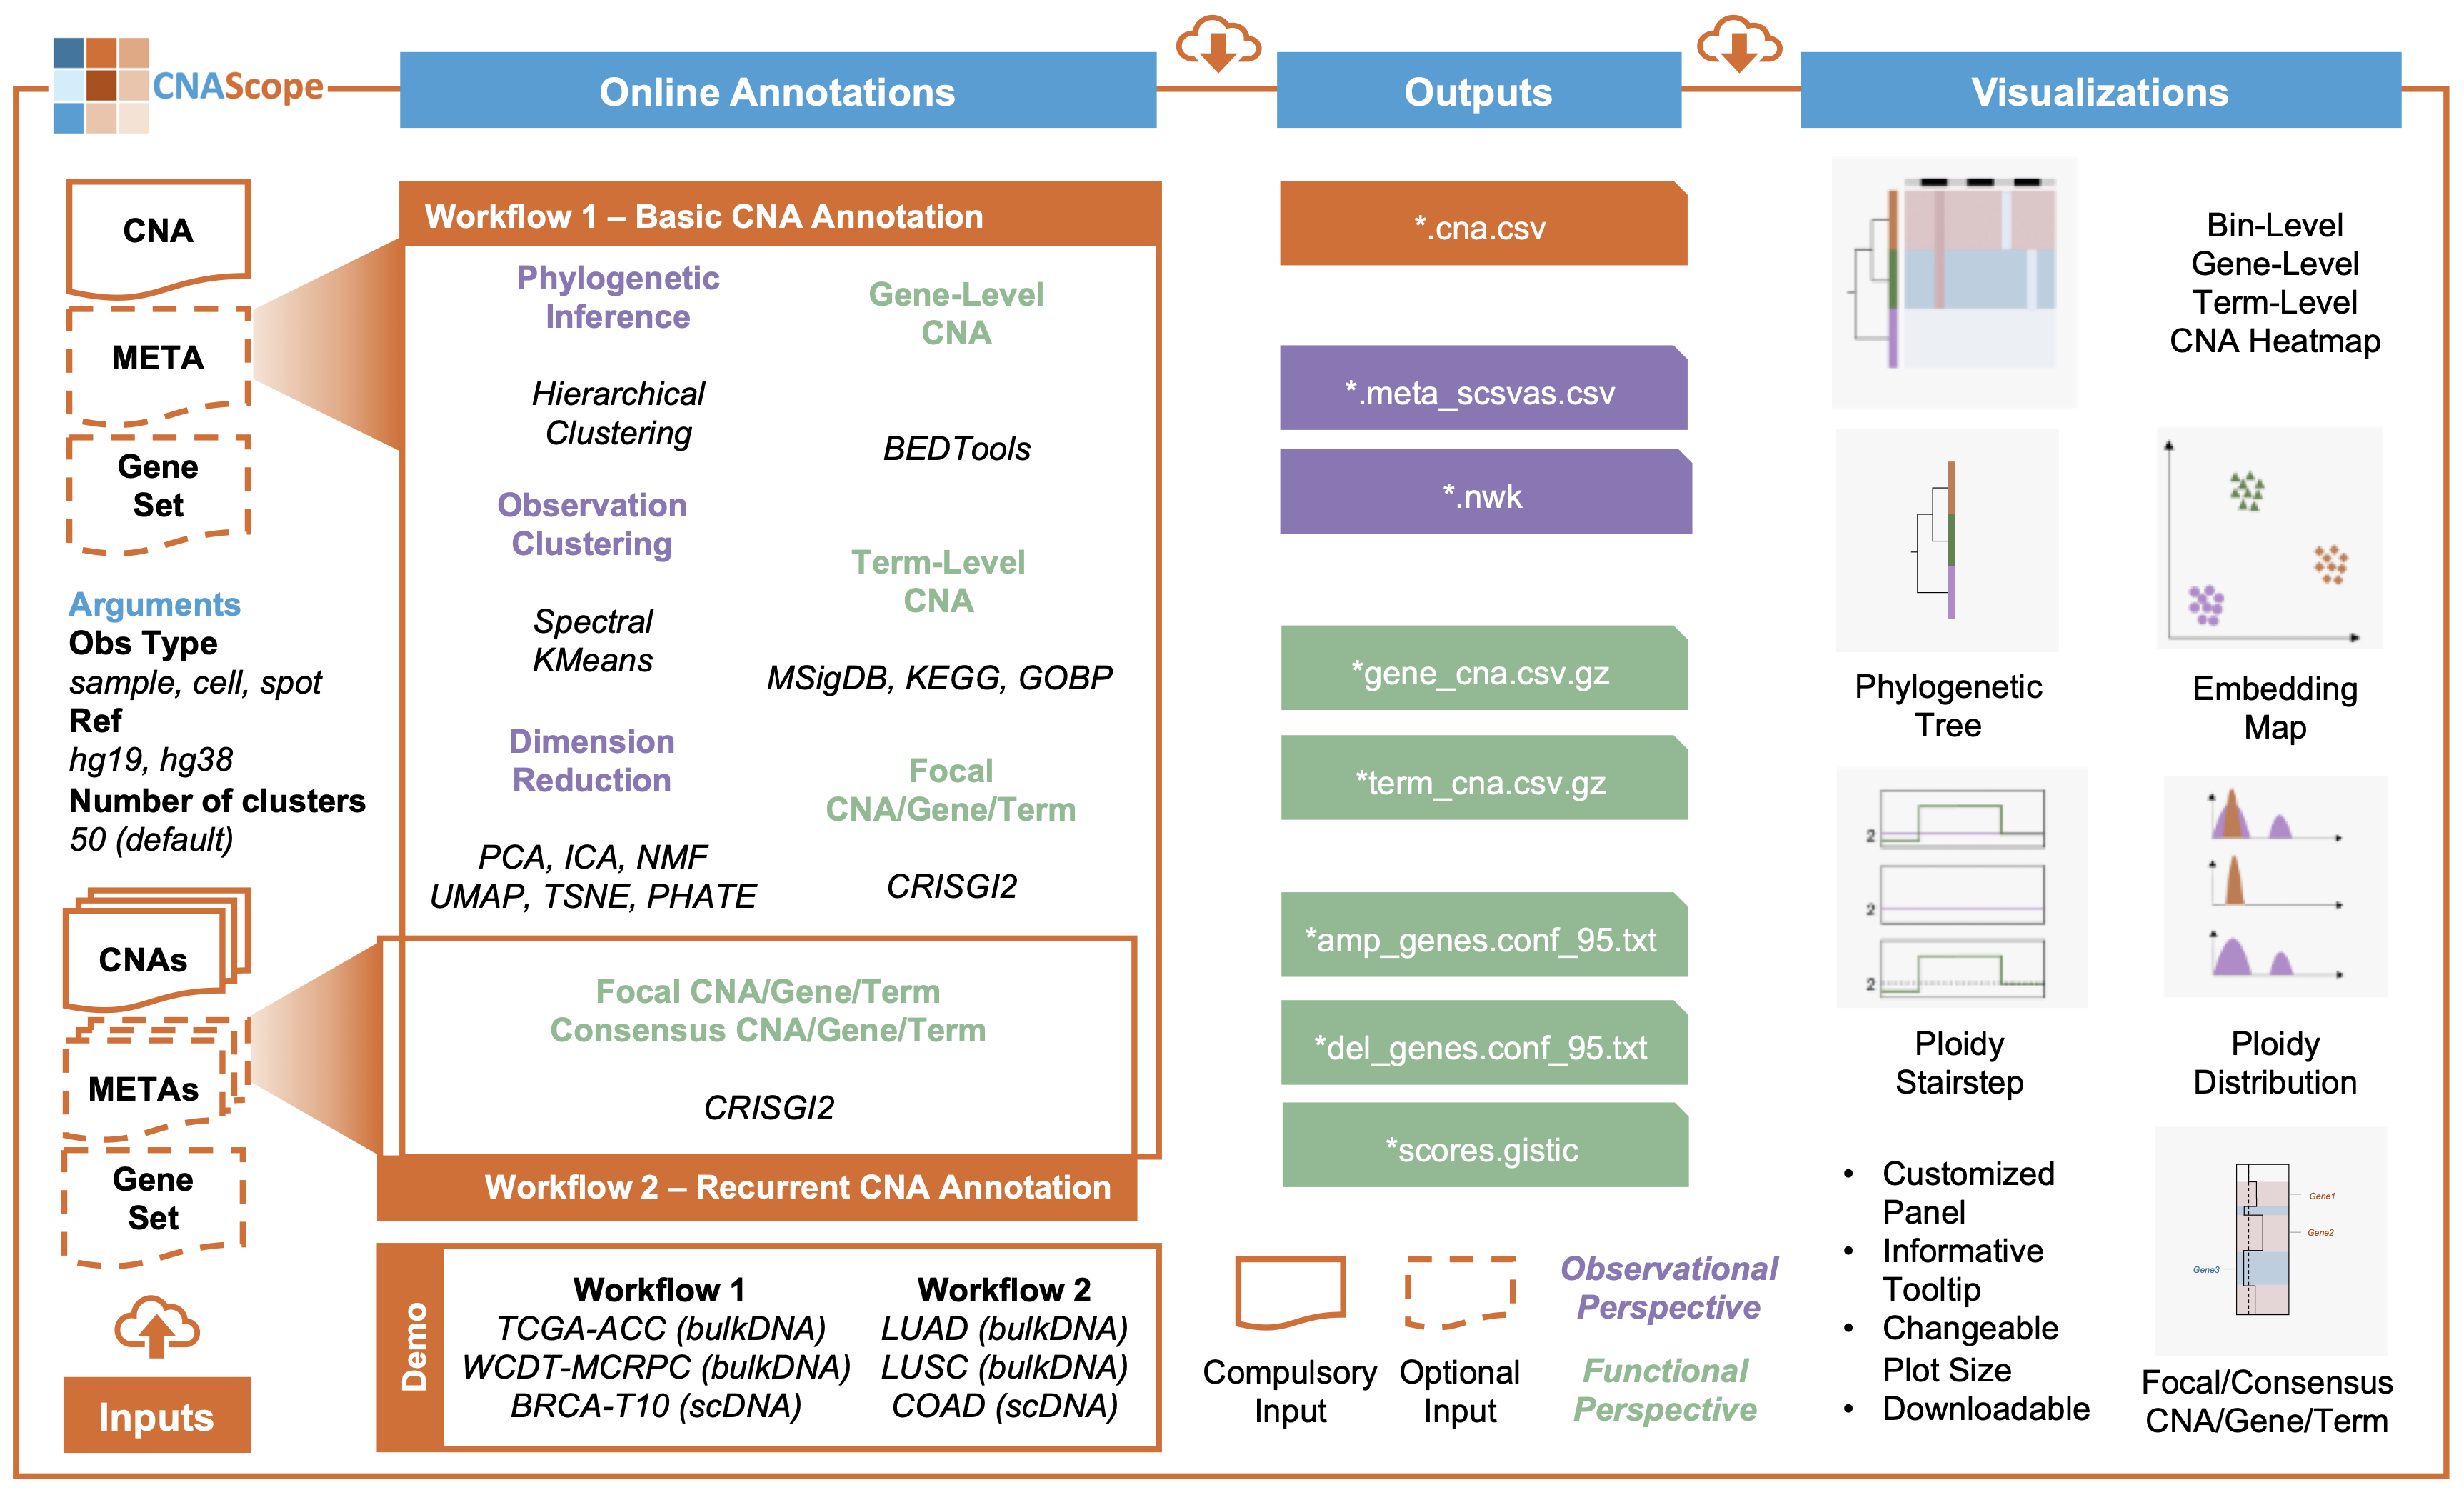 CNAScope
Online Annotations
Outputs
Visualizations
CNA
META
Gene
Set
Arguments
Obs Type
sample, cell, spot
Ref
hg19, hg38
Number of clusters
50 (default)
CNAs
METAs
Gene
Set
Inputs
Workflow 1 – Basic CNA Annotation
Phylogenetic
Inference
Hierarchical
Clustering
Observation
Clustering
Spectral
KMeans
Dimension
Reduction
PCA, ICA, NMF
UMAP, TSNE, PHATE
Gene-Level
CNA
BEDTools
Term-Level
CNA
MSigDB, KEGG, GOBP
Focal
CNA/Gene/Term
CRISGI2
Focal CNA/Gene/Term
Consensus CNA/Gene/Term
CRISGI2
Workflow 2 – Recurrent CNA Annotation
Demo
Workflow 1
TCGA-ACC (bulkDNA)
WCDT-MCRPC (bulkDNA)
BRCA-T10 (scDNA)
Workflow 2
LUAD (bulkDNA)
LUSC (bulkDNA)
COAD (scDNA)
*.cna.csv
*.meta_scsvas.csv
*.nwk
*gene_cna.csv.gz
*term_cna.csv.gz
*amp_genes.conf_95.txt
*del_genes.conf_95.txt
*scores.gistic
Compulsory
Input
Optional
Input
Observational
Perspective
Functional
Perspective
Bin-Level
Gene-Level
Term-Level
CNA Heatmap
Phylogenetic
Tree
Embedding
Map
2
2
2
Ploidy
Stairstep
Ploidy
Distribution
• Customized
Panel
• Informative
Tooltip
• Changeable
Plot Size
• Downloadable
Gene1
Gene2
Gene3
Focal/Consensus
CNA/Gene/Term